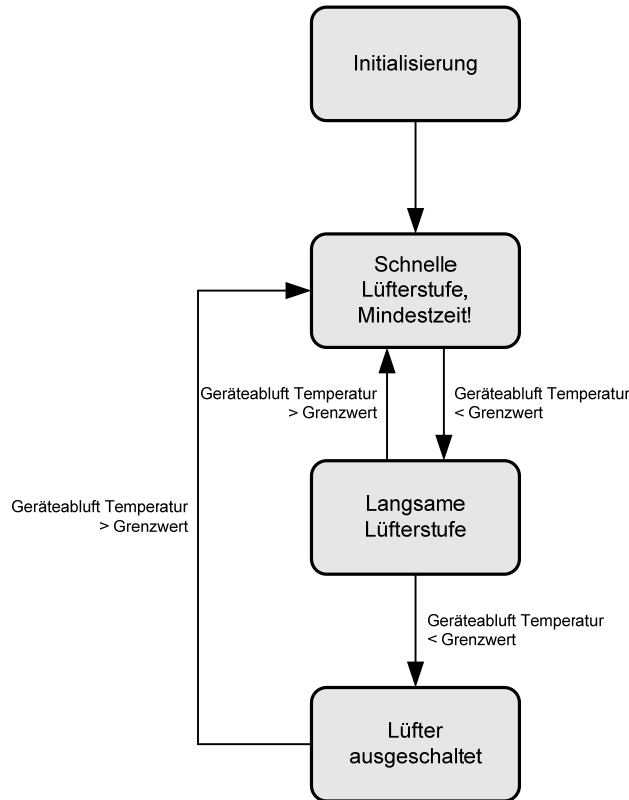 Initialisierung
Schnelle
Lüfterstufe,
Mindestzeit!
Geräteabluft Temperatur
> Grenzwert
Geräteabluft Temperatur
< Grenzwert
Langsame
Lüfterstufe
Geräteabluft Temperatur
> Grenzwert
Geräteabluft Temperatur
< Grenzwert
Lüfter
ausgeschaltet